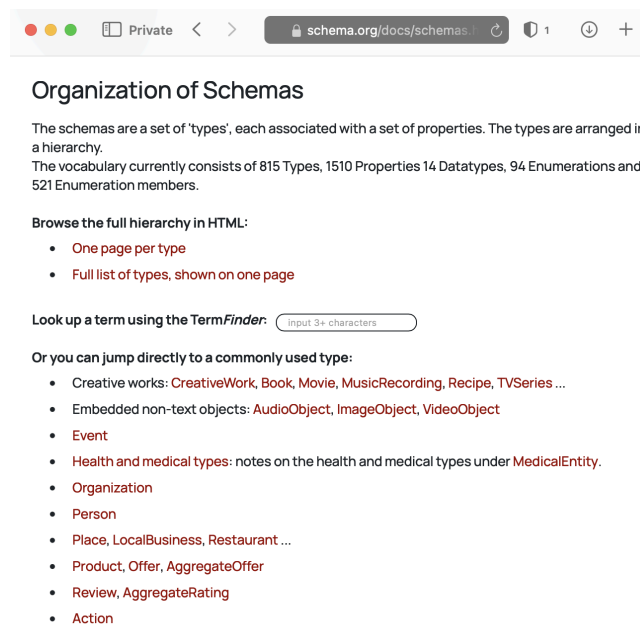 Private
schema.org/docs/schemas.h
1
Organization of Schemas
The schemas are a set of 'types', each associated with a set of properties. The types are arranged in
a hierarchy.
The vocabulary currently consists of 815 Types, 1510 Properties 14 Datatypes, 94 Enumerations and
521 Enumeration members.
Browse the full hierarchy in HTML:
• One page per type
• Full list of types, shown on one page
Look up a term using the TermFinder: input 3+ characters
Or you can jump directly to a commonly used type:
• Creative works: CreativeWork, Book, Movie, MusicRecording, Recipe, TVSeries ...
• Embedded non-text objects: AudioObject, ImageObject, VideoObject
• Event
• Health and medical types: notes on the health and medical types under MedicalEntity.
• Organization
• Person
• Place, LocalBusiness, Restaurant ...
• Product, Offer, AggregateOffer
• Review, AggregateRating
• Action